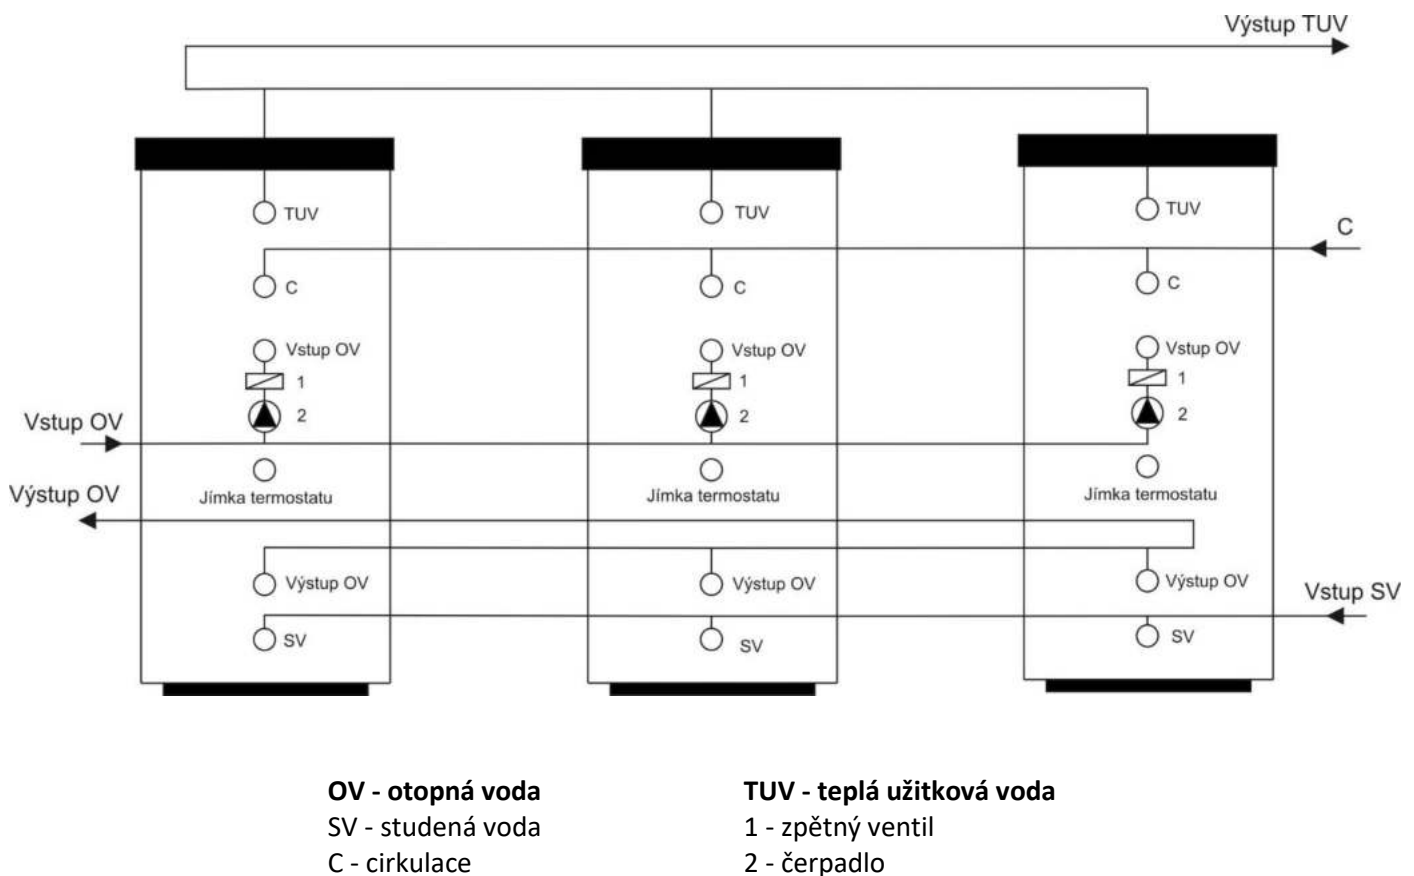 Výstup TUV
TUV TUV TUV
C
C C C
Vstup OV Vstup OV Vstup OV
1 1 1
Vstup OV 2 2 2
Výstup OV Jímka termostatu Jímka termostatu Jímka termostatu
Výstup OV Výstup OV Výstup OV
Vstup SV
SV SV SV
OV - otopná voda TUV - teplá užitková voda
SV - studená voda 1 - zpětný ventil
C - cirkulace 2 - čerpadlo